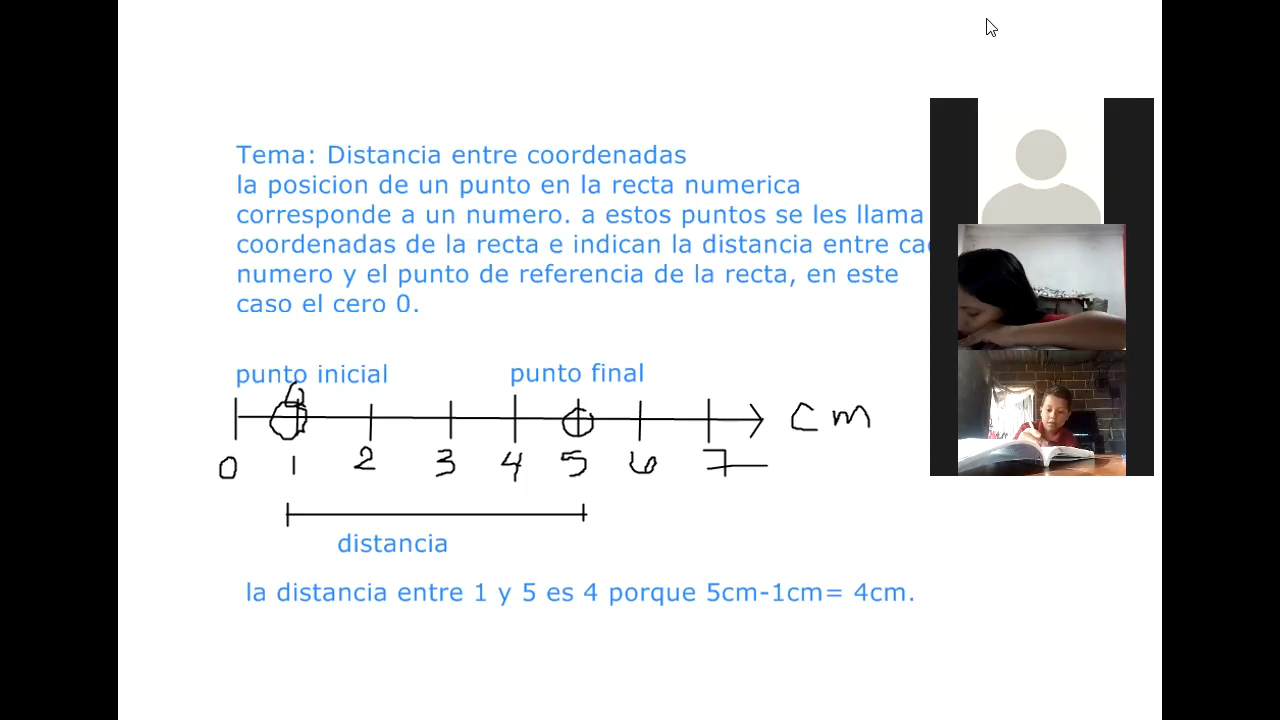 Tema: Distancia entre coordenadas
la posicion de un punto en la recta numerica
corresponde a un numero. a estos puntos se les llama
coordenadas de la recta e indican la distancia entre
numero y el punto de referencia de la recta, en este
caso el cero 0.
punto inicial punto final
cm
0 1 2 3 4 5 6 7
distancia
la distancia entre 1 y 5 es 4 porque 5cm-1cm= 4cm.